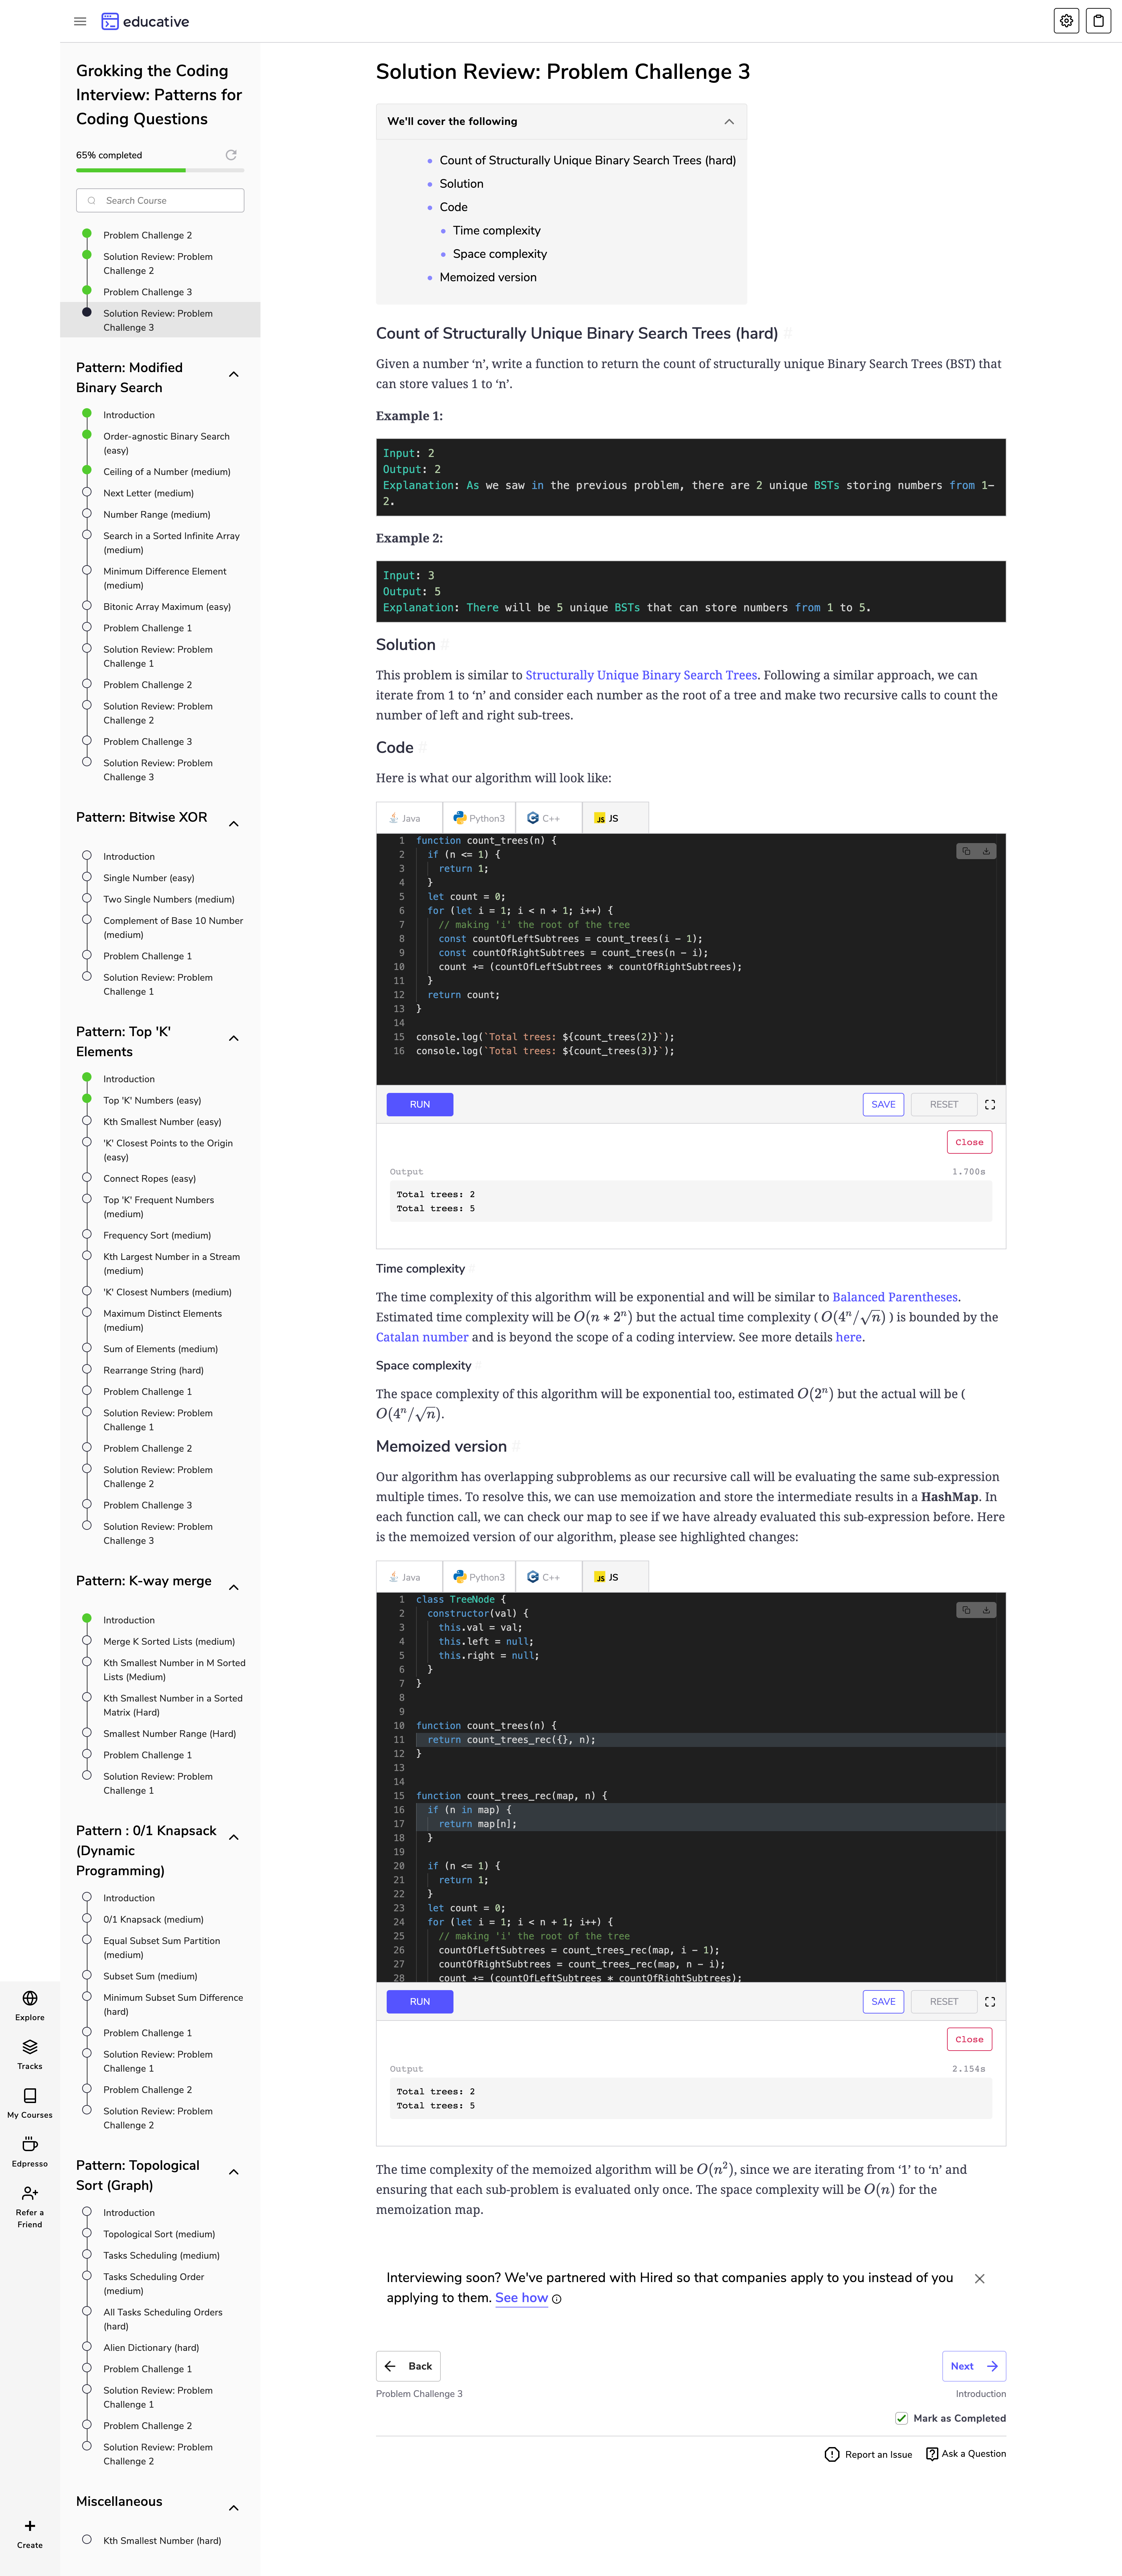 educative
Grokking the Coding
Interview: Patterns for
Coding Questions
65% completed
Search Course
Problem Challenge 2
Solution Review: Problem
Challenge 2
Problem Challenge 3
Solution Review: Problem
Challenge 3
Pattern: Modified
Binary Search
Introduction
Order-agnostic Binary Search
(easy)
Ceiling of a Number (medium)
Next Letter (medium)
Number Range (medium)
Search in a Sorted Infinite Array
(medium)
Minimum Difference Element
(medium)
Bitonic Array Maximum (easy)
Problem Challenge 1
Solution Review: Problem
Challenge 1
Problem Challenge 2
Solution Review: Problem
Challenge 2
Problem Challenge 3
Solution Review: Problem
Challenge 3
Pattern: Bitwise XOR
Introduction
Single Number (easy)
Two Single Numbers (medium)
Complement of Base 10 Number
(medium)
Problem Challenge 1
Solution Review: Problem
Challenge 1
Pattern: Top 'K'
Elements
Introduction
Top 'K' Numbers (easy)
Kth Smallest Number (easy)
'K' Closest Points to the Origin
(easy)
Connect Ropes (easy)
Top 'K' Frequent Numbers
(medium)
Frequency Sort (medium)
Kth Largest Number in a Stream
(medium)
'K' Closest Numbers (medium)
Maximum Distinct Elements
(medium)
Sum of Elements (medium)
Rearrange String (hard)
Problem Challenge 1
Solution Review: Problem
Challenge 1
Problem Challenge 2
Solution Review: Problem
Challenge 2
Problem Challenge 3
Solution Review: Problem
Challenge 3
Pattern: K-way merge
Introduction
Merge K Sorted Lists (medium)
Kth Smallest Number in M Sorted
Lists (Medium)
Kth Smallest Number in a Sorted
Matrix (Hard)
Smallest Number Range (Hard)
Problem Challenge 1
Solution Review: Problem
Challenge 1
Pattern : 0/1 Knapsack
(Dynamic
Programming)
Introduction
0/1 Knapsack (medium)
Equal Subset Sum Partition
(medium)
Subset Sum (medium)
Minimum Subset Sum Difference
(hard)
Problem Challenge 1
Solution Review: Problem
Challenge 1
Problem Challenge 2
Solution Review: Problem
Challenge 2
Pattern: Topological
Sort (Graph)
Introduction
Topological Sort (medium)
Tasks Scheduling (medium)
Tasks Scheduling Order
(medium)
All Tasks Scheduling Orders
(hard)
Alien Dictionary (hard)
Problem Challenge 1
Solution Review: Problem
Challenge 1
Problem Challenge 2
Solution Review: Problem
Challenge 2
Miscellaneous
Kth Smallest Number (hard)
Explore
Tracks
My Courses
Edpresso
Refer a
Friend
Create
Solution Review: Problem Challenge 3
We'll cover the following
Count of Structurally Unique Binary Search Trees (hard)
Solution
Code
Time complexity
Space complexity
Memoized version
Count of Structurally Unique Binary Search Trees (hard) #
Given a number ‘n’, write a function to return the count of structurally unique Binary Search Trees (BST) that
can store values 1 to ‘n’.
Example 1:
Input: 2
Output: 2
Explanation: As we saw in the previous problem, there are 2 unique BSTs storing numbers from 1-
2.
Example 2:
Input: 3
Output: 5
Explanation: There will be 5 unique BSTs that can store numbers from 1 to 5.
Solution #
This problem is similar to Structurally Unique Binary Search Trees. Following a similar approach, we can
iterate from 1 to ‘n’ and consider each number as the root of a tree and make two recursive calls to count the
number of left and right sub-trees.
Code #
Here is what our algorithm will look like:
Java Python3 C++ JS JS
1 function count_trees(n) {
2 if (n <= 1) {
3 return 1;
4 }
5 let count = 0;
6 for (let i = 1; i < n + 1; i++) {
7 // making 'i' the root of the tree
8 const countOfLeftSubtrees = count_trees(i - 1);
9 const countOfRightSubtrees = count_trees(n - i);
10 count += (countOfLeftSubtrees * countOfRightSubtrees);
11 }
12 return count;
13 }
14
15 console.log(`Total trees: ${count_trees(2)}`);
16 console.log(`Total trees: ${count_trees(3)}`);
RUN SAVE RESET
Close
Output 1.700s
Total trees: 2
Total trees: 5
Time complexity #
The time complexity of this algorithm will be exponential and will be similar to Balanced Parentheses.
Estimated time complexity will be O(n ∗ 2ⁿ) but the actual time complexity ( O(4ⁿ/√n) ) is bounded by the
Catalan number and is beyond the scope of a coding interview. See more details here.
Space complexity #
The space complexity of this algorithm will be exponential too, estimated O(2ⁿ) but the actual will be (
O(4ⁿ/√n).
Memoized version #
Our algorithm has overlapping subproblems as our recursive call will be evaluating the same sub-expression
multiple times. To resolve this, we can use memoization and store the intermediate results in a HashMap. In
each function call, we can check our map to see if we have already evaluated this sub-expression before. Here
is the memoized version of our algorithm, please see highlighted changes:
Java Python3 C++ JS JS
1 class TreeNode {
2 constructor(val) {
3 this.val = val;
4 this.left = null;
5 this.right = null;
6 }
7 }
8
9
10 function count_trees(n) {
11 return count_trees_rec({}, n);
12 }
13
14
15 function count_trees_rec(map, n) {
16 if (n in map) {
17 return map[n];
18 }
19
20 if (n <= 1) {
21 return 1;
22 }
23 let count = 0;
24 for (let i = 1; i < n + 1; i++) {
25 // making 'i' the root of the tree
26 countOfLeftSubtrees = count_trees_rec(map, i - 1);
27 countOfRightSubtrees = count_trees_rec(map, n - i);
28 count += (countOfLeftSubtrees * countOfRightSubtrees);
RUN SAVE RESET
Close
Output 2.154s
Total trees: 2
Total trees: 5
The time complexity of the memoized algorithm will be O(n²), since we are iterating from ‘1’ to ‘n’ and
ensuring that each sub-problem is evaluated only once. The space complexity will be O(n) for the
memoization map.
Interviewing soon? We've partnered with Hired so that companies apply to you instead of you
applying to them. See how
Back Next
Problem Challenge 3 Introduction
Mark as Completed
Report an Issue Ask a Question